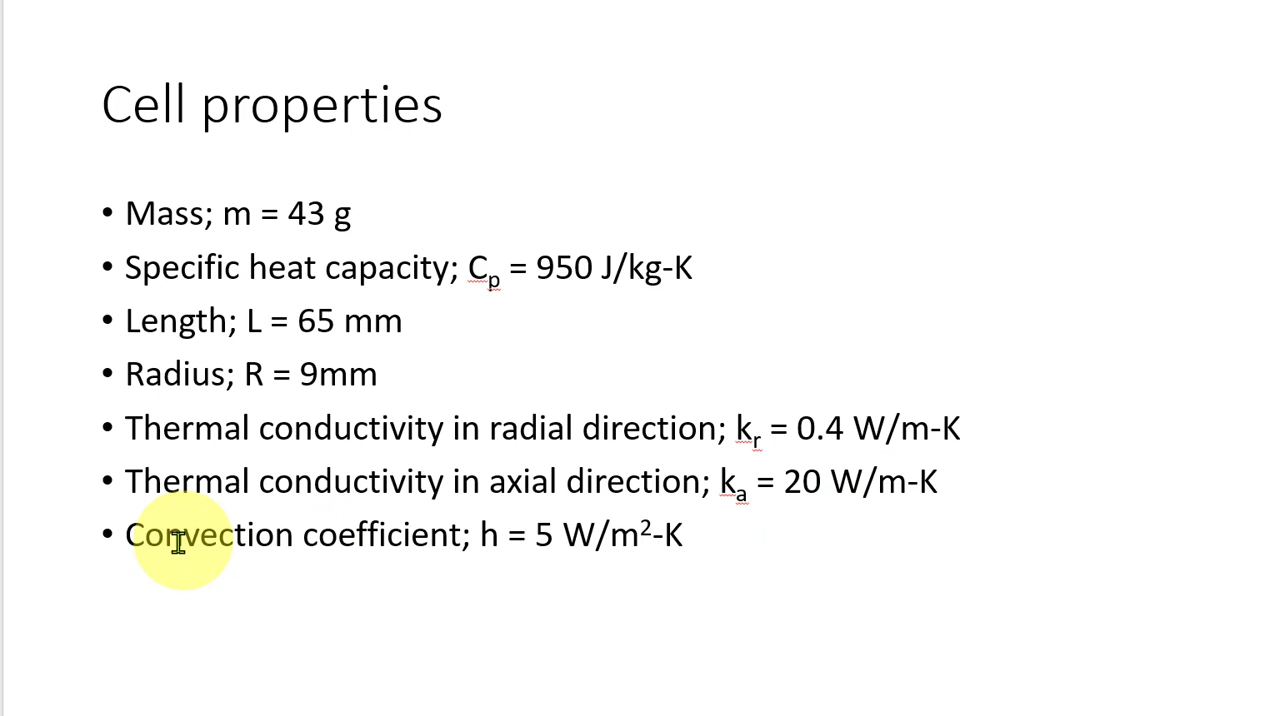 Cell properties
• Mass; m = 43 g
• Specific heat capacity; Cₚ = 950 J/kg-K
• Length; L = 65 mm
• Radius; R = 9mm
• Thermal conductivity in radial direction; kᵣ = 0.4 W/m-K
• Thermal conductivity in axial direction; kₐ = 20 W/m-K
• Convection coefficient; h = 5 W/m²-K